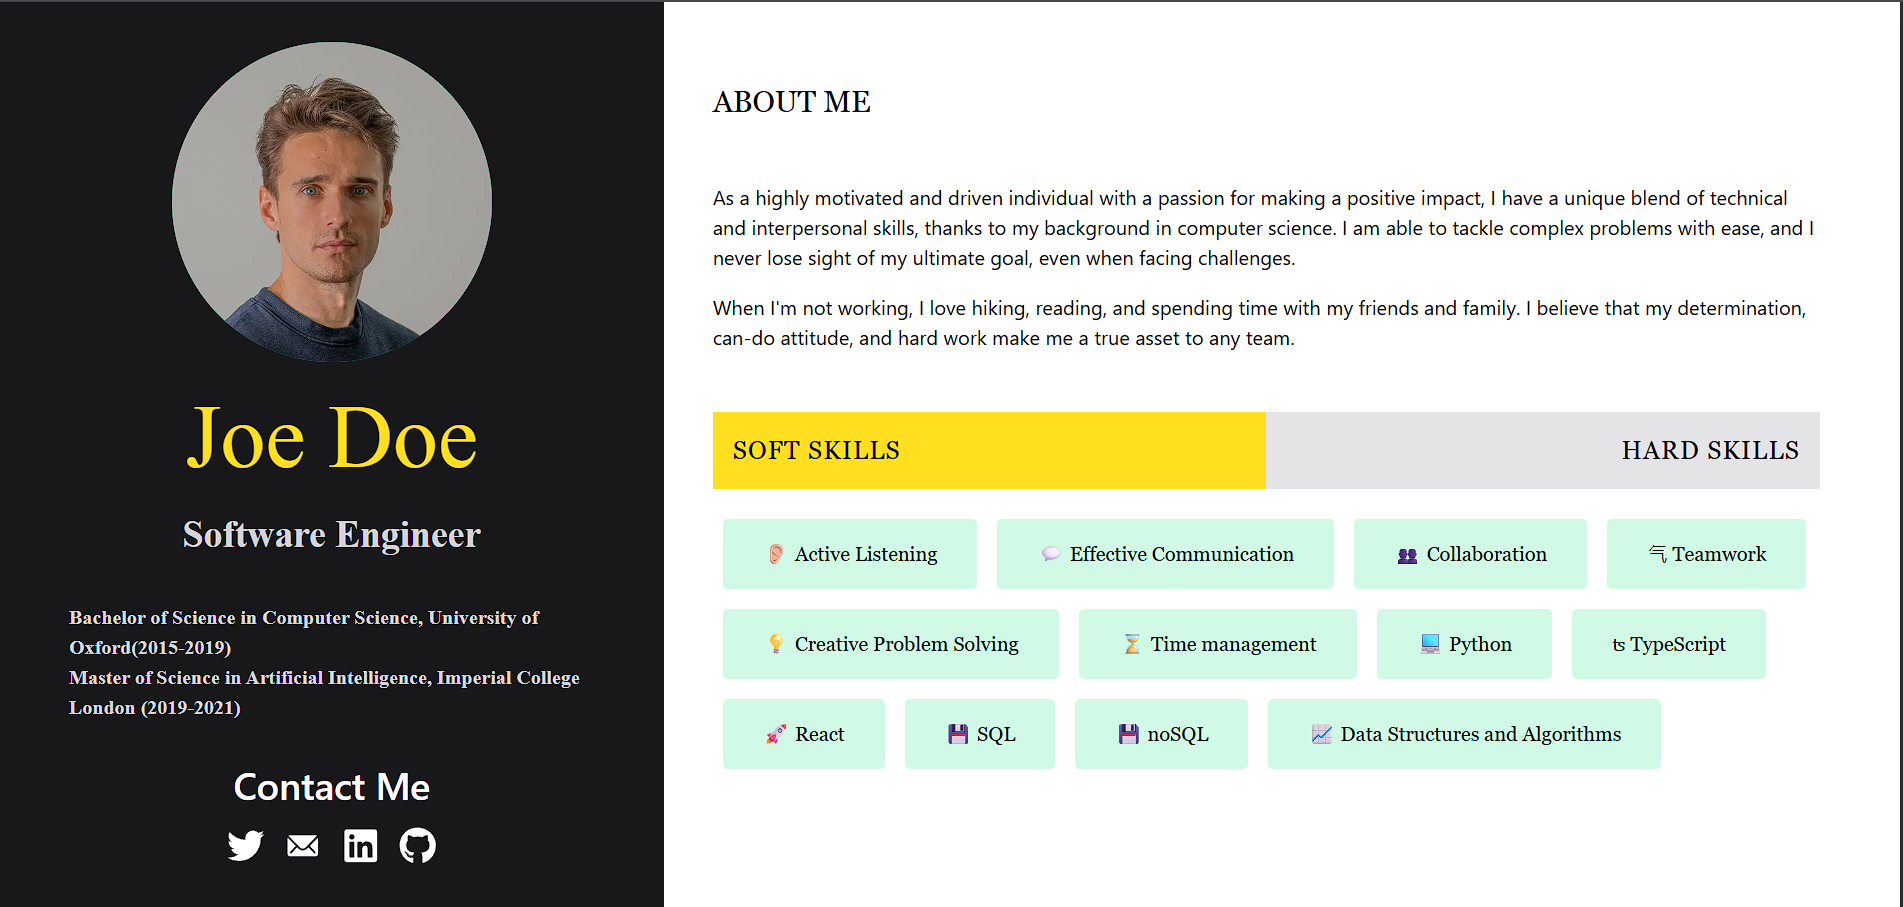 Joe Doe
Software Engineer
Bachelor of Science in Computer Science, University of
Oxford(2015-2019)
Master of Science in Artificial Intelligence, Imperial College
London (2019-2021)
Contact Me
in
ABOUT ME
As a highly motivated and driven individual with a passion for making a positive impact, I have a unique blend of technical
and interpersonal skills, thanks to my background in computer science. I am able to tackle complex problems with ease, and I
never lose sight of my ultimate goal, even when facing challenges.
When I'm not working, I love hiking, reading, and spending time with my friends and family. I believe that my determination,
can-do attitude, and hard work make me a true asset to any team.
SOFT SKILLS
HARD SKILLS
👂 Active Listening
💬 Effective Communication
👥 Collaboration
⺮ Teamwork
💡 Creative Problem Solving
⏳ Time management
💻 Python
ʦ TypeScript
🚀 React
💾 SQL
💾 noSQL
📈 Data Structures and Algorithms